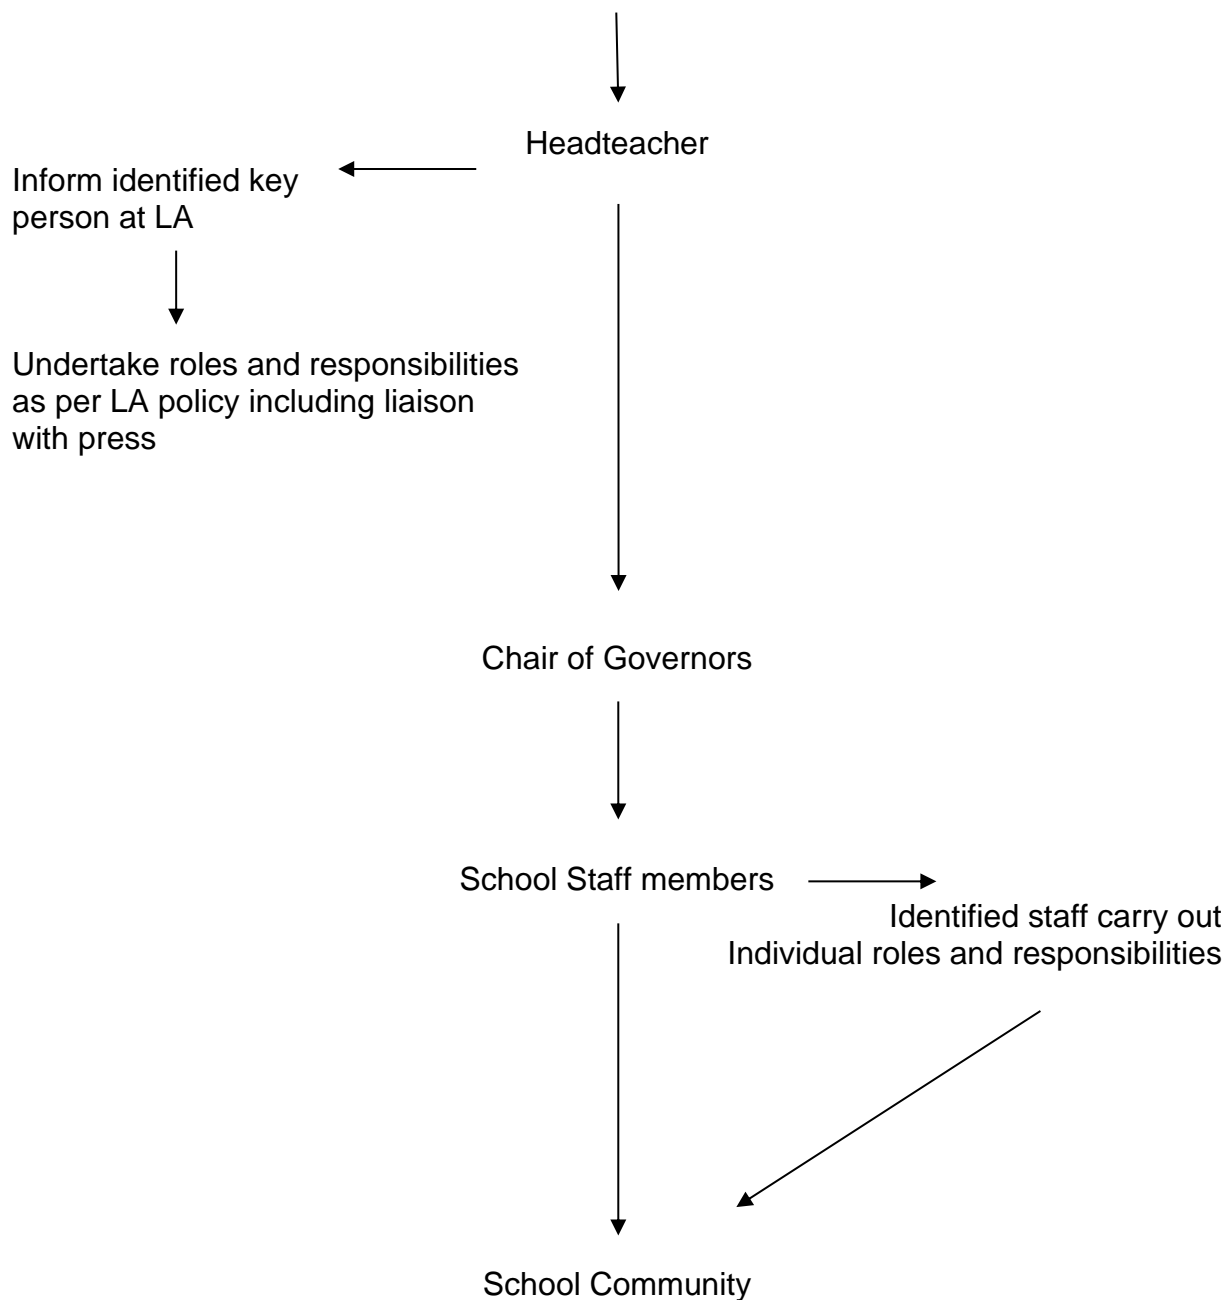 Headteacher
Inform identified key
person at LA
Undertake roles and responsibilities
as per LA policy including liaison
with press
Chair of Governors
School Staff members
Identified staff carry out
Individual roles and responsibilities
School Community